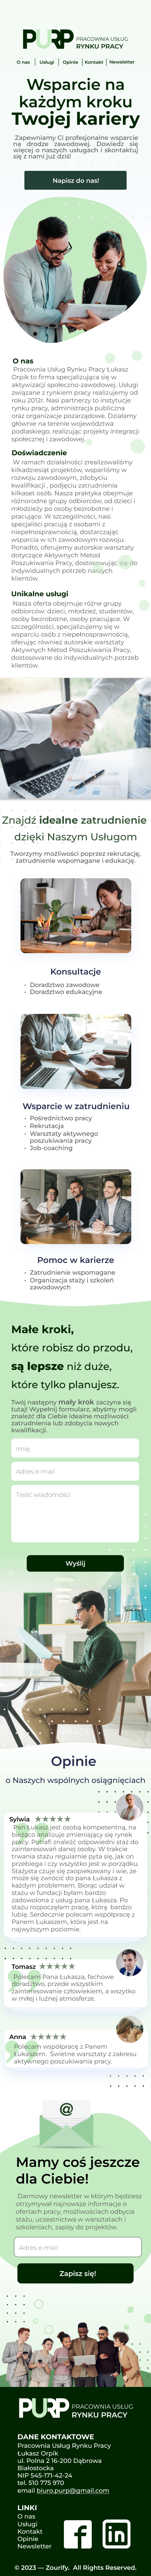 PURP PRACOWNIA USŁUG
RYNKU PRACY
O nas | Usługi | Opinie | Kontakt | Newsletter
Wsparcie na
każdym kroku
Twojej kariery
Zapewniamy Ci profesjonalne wsparcie
na drodze zawodowej. Dowiedz się
więcej o naszych usługach i skontaktuj
się z nami już dziś!
Napisz do nas!
O nas
Pracownia Usług Rynku Pracy Łukasz
Orpik to firma specjalizująca się w
aktywizacji społeczno-zawodowej. Usługi
związane z rynkiem pracy realizujemy od
roku 2012r. Nasi partnerzy to instytucje
rynku pracy, administracja publiczna
oraz organizacje pozarządowe. Działamy
głównie na terenie województwa
podlaskiego, realizując projekty integracji
społecznej i zawodowej.
Doświadczenie
W ramach działalności zrealizowaliśmy
kilkadziesiąt projektów, wsparliśmy w
rozwoju zawodowym, zdobyciu
kwalifikacji , podjęciu zatrudnienia
kilkaset osób. Nasza praktyka obejmuje
różnorodne grupy odbiorców, od dzieci i
młodzieży po osoby bezrobotne i
pracujące. W szczególności, nasi
specjaliści pracują z osobami z
niepełnosprawnością, dostarczając
wsparcia w ich zawodowym rozwoju.
Ponadto, oferujemy autorskie warsztaty
dotyczące Aktywnych Metod
Poszukiwania Pracy, dostosowując się do
indywidualnych potrzeb naszych
klientów.
Unikalne usługi
Nasza oferta obejmuje różne grupy
odbiorców, w tym młodzież, studentów,
osoby bezrobotne, osoby pracujące. W
szczególności, specjalizujemy się w
wsparciu osób z niepełnosprawnością,
oferując również autorskie warsztaty
Aktywnych Metod Poszukiwania Pracy,
dostosowane do indywidualnych potrzeb
klientów.
Znajdź idealne zatrudnienie
dzięki Naszym Usługom
Tworzymy możliwości poprzez rekrutację,
zatrudnienie wspomagane i edukację.
Konsultacje
• Doradztwo zawodowe
• Doradztwo edukacyjne
Wsparcie w zatrudnieniu
• Pośrednictwo pracy
• Rekrutacja
• Warsztaty aktywnego
poszukiwania pracy
• Job-coaching
Pomoc w karierze
• Zatrudnienie wspomagane
• Organizacja staży i szkoleń
zawodowych
Małe kroki,
które robisz do przodu,
są lepsze niż duże,
które tylko planujesz.
Twój następny mały krok zaczyna się
tutaj! Wypełnij formularz, abyśmy mogli
znaleźć dla Ciebie idealne możliwości
zatrudnienia lub zdobycia nowych
kwalifikacji.
Imię
Adres e-mail
Treść wiadomości
Wyślij
Opinie
o Naszych wspólnych osiągnięciach
Sylwia ★★★★★
Pan Łukasz jest osobą kompetentną, na
bieżąco analizuje zmieniający się rynek
pracy. Potrafi znaleźć odpowiednie
zatrudnienie dla danej osoby. W trakcie
trwania stażu regularnie pyta się, jak on
przebiega i czy wszystko jest w porządku.
Stażysta czuje się zaopiekowany i wie, że
może się zwrócić do pana Łukasza z
każdym problemem. Biorąc udział w
stażu w fundacji byłam bardzo
zadowolona z usług pana Łukasza. Po
stażu rozpoczęłam pracę, którą bardzo
lubię. Serdecznie polecam współpracę z
Panem Łukaszem, która jest na
najwyższym poziomie.
Tomasz ★★★★★
Polecam Pana Łukasza, fachowe
doradztwo, przede wszystkim
zainteresowanie człowiekiem, a wszytko
w miłej i luźnej atmosferze.
Anna ★★★★★
Polecam współpracę z Panem
Łukaszem. Świetne warsztaty z zakresu
aktywnego poszukiwania pracy.
@
Mamy coś jeszcze
dla Ciebie!
Darmowy newsletter w którym będziesz
otrzymywał najnowsze informacje o
ofertach pracy, możliwościach odbycia
stażu, uczestnictwa w warsztatach i
szkoleniach, zapisy do projektów.
Adres e-mail
Zapisz się!
PURP PRACOWNIA USŁUG
RYNKU PRACY
DANE KONTAKTOWE
Pracownia Usług Rynku Pracy
Łukasz Orpik
ul. Polna 2 16-200 Dąbrowa
Białostocka
NIP 545-171-42-24
tel. 510 775 970
email biuro.purp@gmail.com
LINKI
O nas
Usługi
Kontakt
Opinie
Newsletter
© 2023 — Zourify. All Rights Reserved.